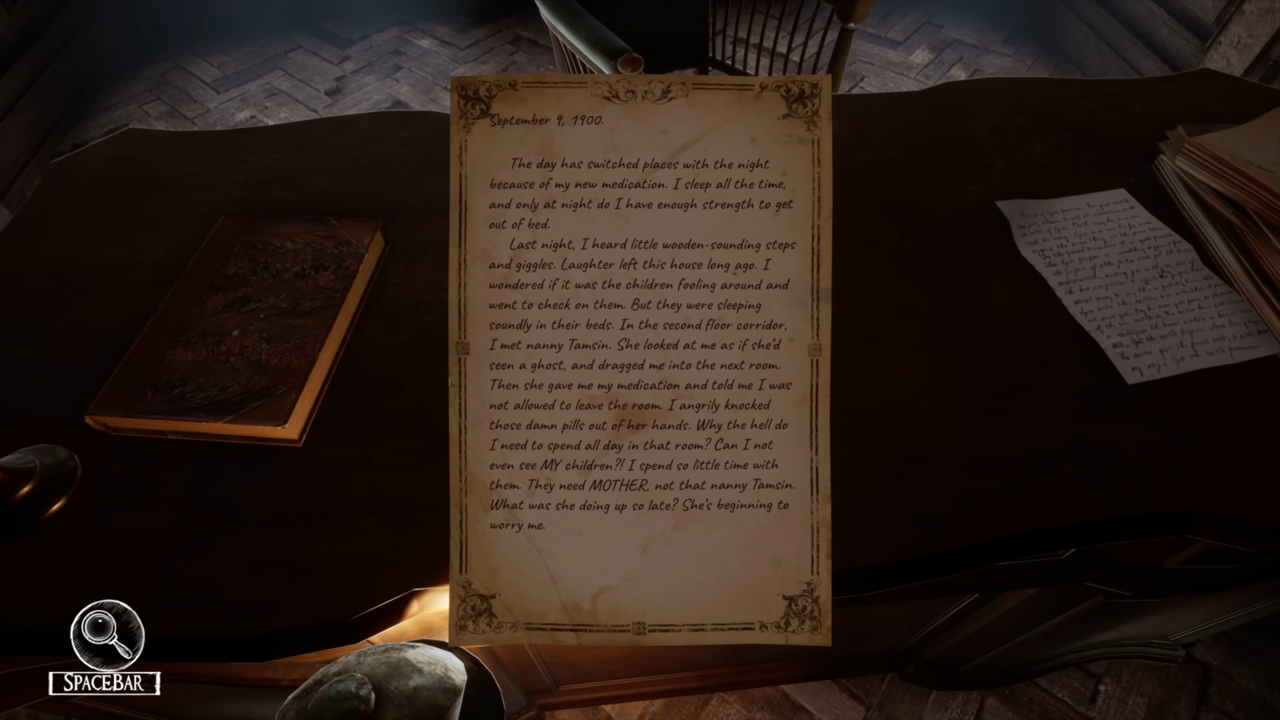 September 9, 1900.
The day has switched places with the night
because of my new medication. I sleep all the time,
and only at night do I have enough strength to get
out of bed.
Last night, I heard little wooden-sounding steps
and giggles. Laughter left this house long ago. I
wondered if it was the children fooling around and
went to check on them. But they were sleeping
soundly in their beds. In the second floor corridor,
I met nanny Tamsin. She looked at me as if she'd
seen a ghost, and dragged me into the next room.
Then she gave me my medication and told me I was
not allowed to leave the room. I angrily knocked
those damn pills out of her hands. Why the hell do
I need to spend all day in that room? Can I not
even see MY children?! I spend so little time with
them. They need MOTHER, not that nanny Tamsin.
What was she doing up so late? She's beginning to
worry me.
SPACEBAR